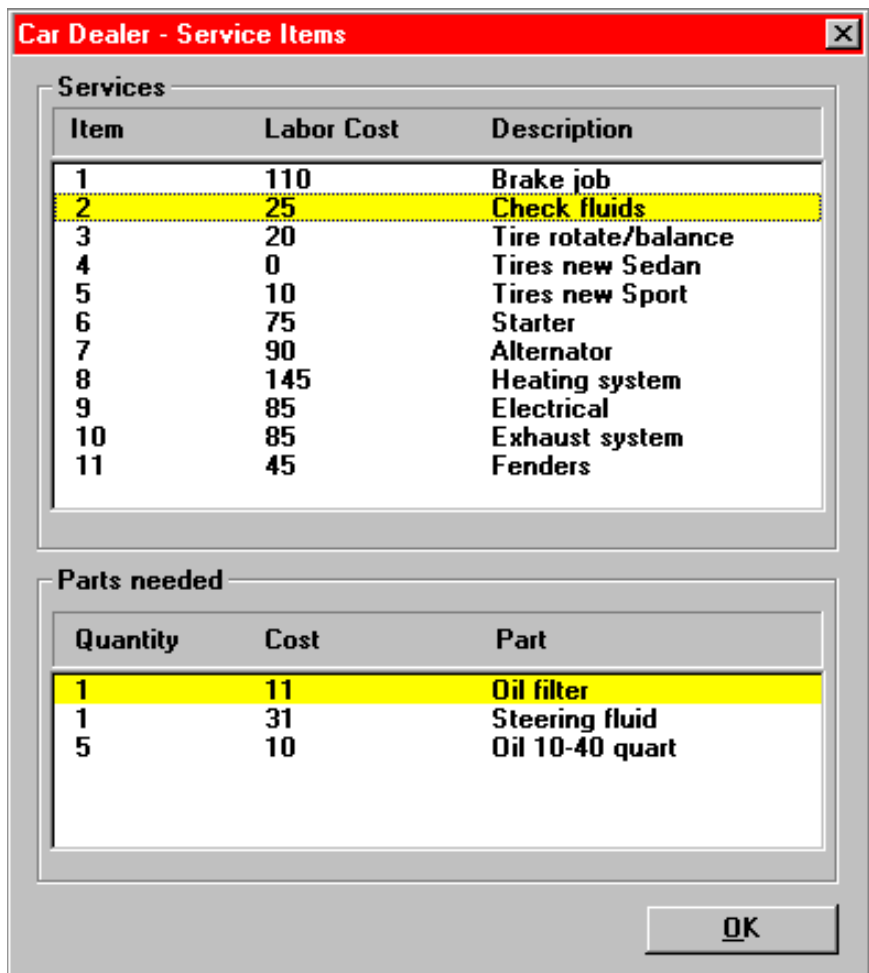 Car Dealer - Service Items
Services
Item Labor Cost Description
1 110 Brake job
2 25 Check fluids
3 20 Tire rotate/balance
4 0 Tires new Sedan
5 10 Tires new Sport
6 75 Starter
7 90 Alternator
8 145 Heating system
9 85 Electrical
10 85 Exhaust system
11 45 Fenders
Parts needed
Quantity Cost Part
1 11 Oil filter
1 31 Steering fluid
5 10 Oil 10-40 quart
OK